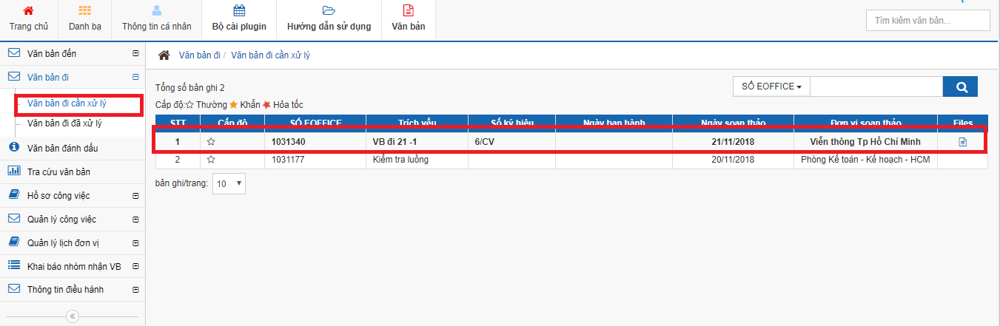 Trang chủ Danh bạ Thông tin cá nhân Bộ cài plugin Hướng dẫn sử dụng Văn bản
Tìm kiếm văn bản...
Văn bản đến
Văn bản đi
Văn bản đi cần xử lý
Văn bản đi đã xử lý
Văn bản đánh dấu
Tra cứu văn bản
Hồ sơ công việc
Quản lý công việc
Quản lý lịch đơn vị
Khai báo nhóm nhận VB
Thông tin điều hành
Văn bản đi / Văn bản đi cần xử lý
Tổng số bản ghi 2
SỐ EOFFICE
Cấp độ: Thường Khẩn Hỏa tốc
STT Cấp độ SỐ EOFFICE Trích yếu Số ký hiệu Ngày ban hành Ngày soạn thảo Đơn vị soạn thảo Files
1 1031340 VB đi 21 -1 6/CV 21/11/2018 Viễn thông Tp Hồ Chí Minh
2 1031177 Kiểm tra luồng 20/11/2018 Phòng Kế toán - Kế hoạch - HCM
bản ghi/trang: 10